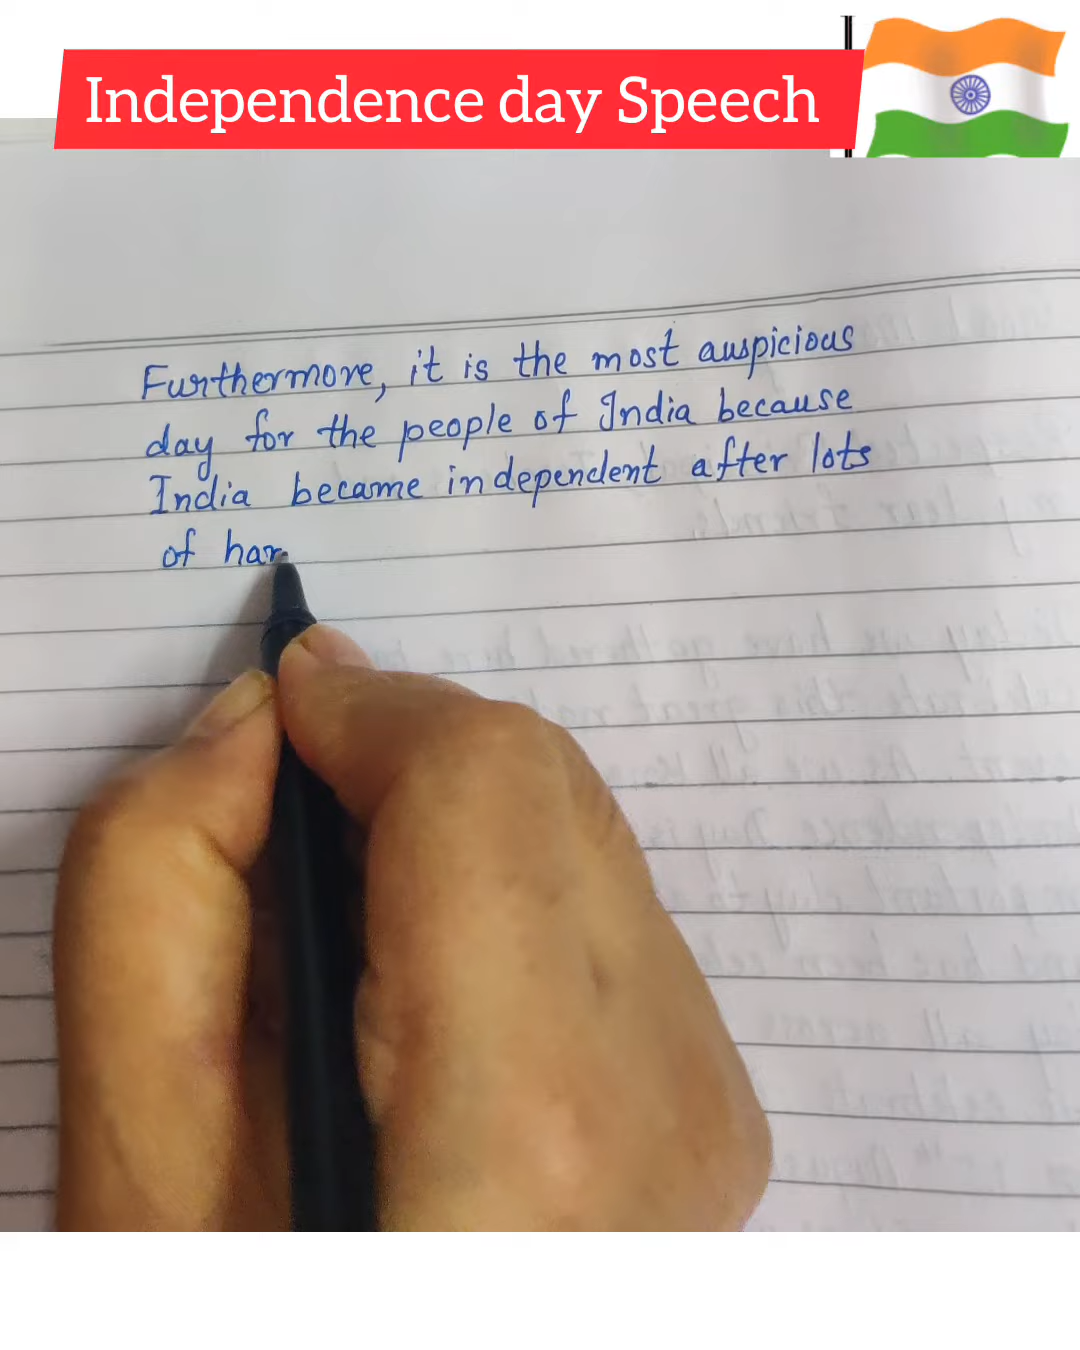 Independence day Speech
Furthermore, it is the most auspicious
day for the people of India because
India became independent after lots
of har